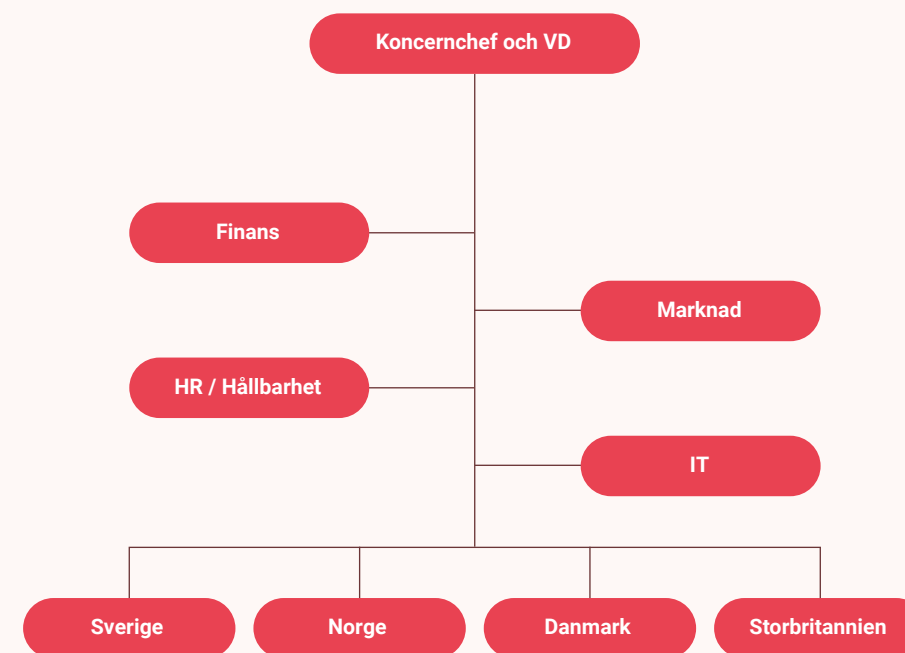 Koncernchef och VD
Finans
Marknad
HR / Hållbarhet
IT
Sverige
Norge
Danmark
Storbritannien